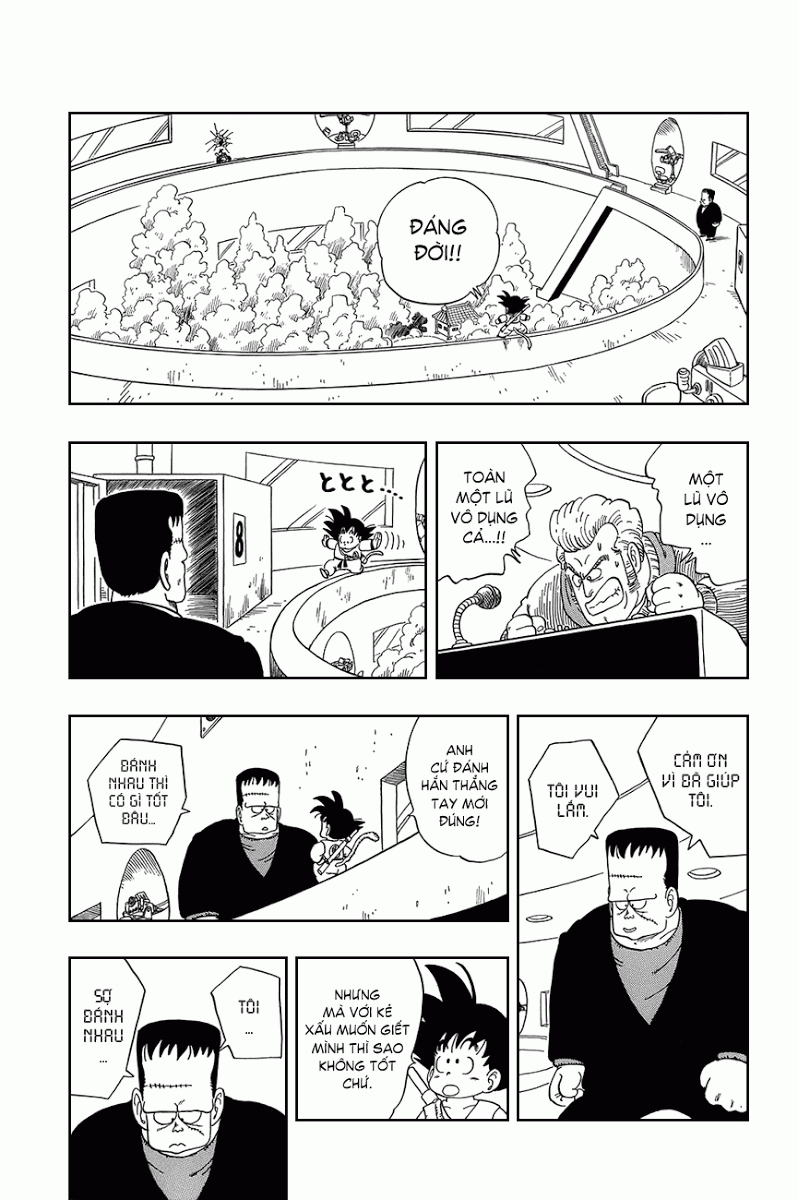 ĐÁNG
ĐỜI!!
MỘT
LŨ VÔ
DỤNG
...
TOÀN
MỘT LŨ
VÔ DỤNG
CẢ...!!
ととと....
8
CẢM ƠN
VÌ ĐÃ GIÚP
TÔI.
TÔI VUI
LẮM.
ANH
CỨ ĐÁNH
HẮN THẲNG
TAY MỚI
ĐÚNG!
ĐÁNH
NHAU THÌ
CÓ GÌ TỐT
ĐÂU...
NHƯNG
MÀ VỚI KẺ
XẤU MUỐN GIẾT
MÌNH THÌ SAO
KHÔNG TỐT
CHỨ.
TÔI
...
SỢ
ĐÁNH
NHAU
...